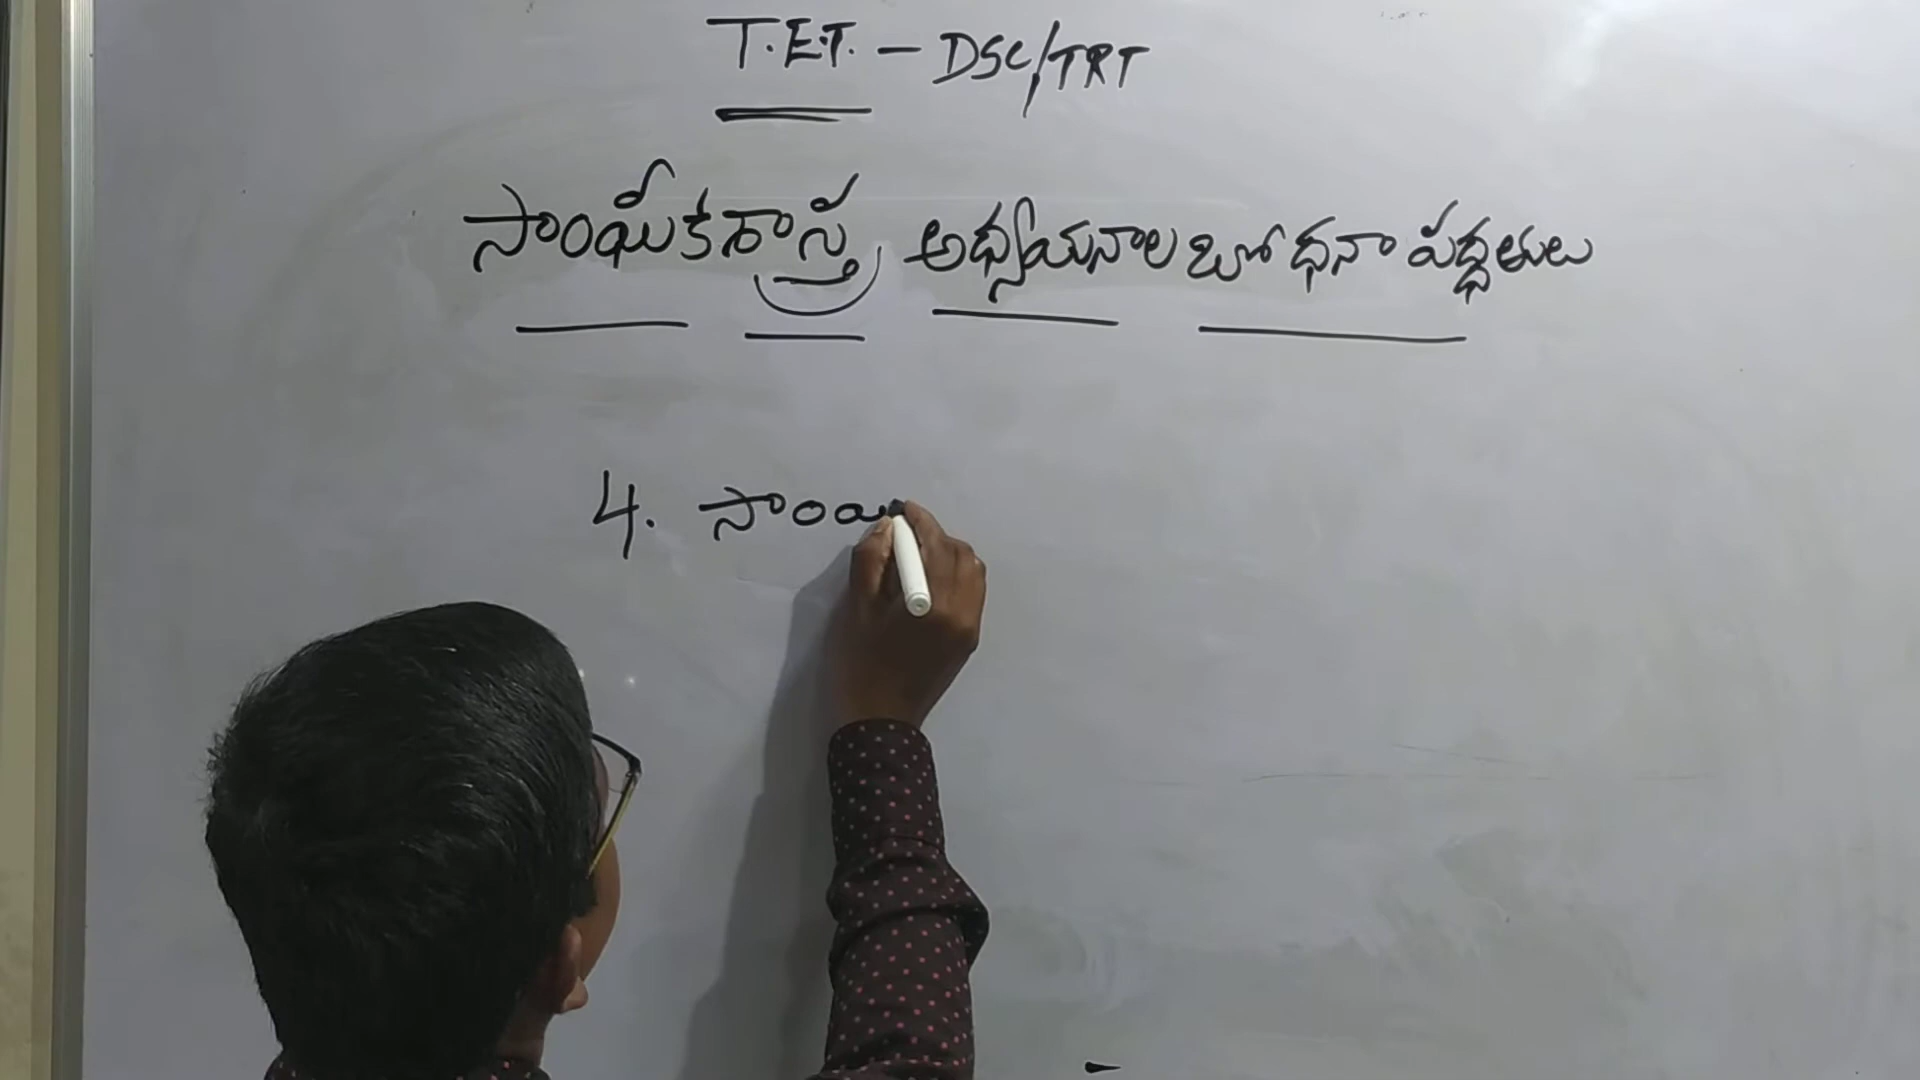 T.E.T. - DSC/TRT
సాంఘీకశాస్త్ర అధ్యయనాల బోధనా పద్ధతులు
4. సాంఘ